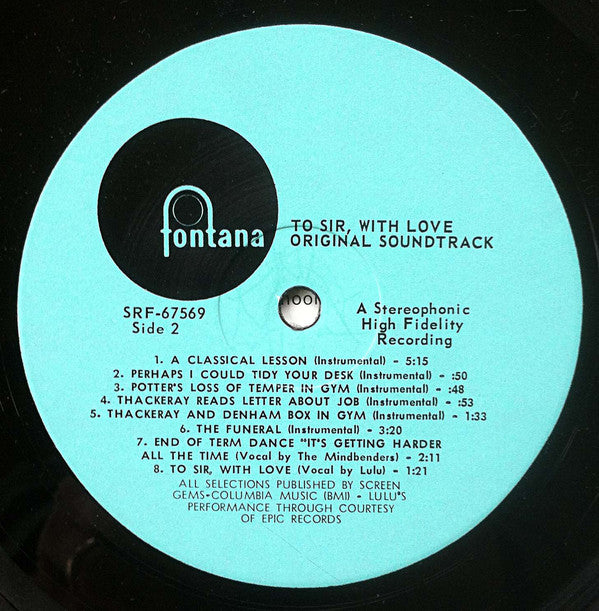 fontana
TO SIR, WITH LOVE
ORIGINAL SOUNDTRACK
SRF-67569
Side 2
A Stereophonic
High Fidelity
Recording
1. A CLASSICAL LESSON (Instrumental) - 5:15
2. PERHAPS I COULD TIDY YOUR DESK (Instrumental) - :50
3. POTTER'S LOSS OF TEMPER IN GYM (Instrumental) - :48
4. THACKERAY READS LETTER ABOUT JOB (Instrumental) - :53
5. THACKERAY AND DENHAM BOX IN GYM (Instrumental) - 1:33
6. THE FUNERAL (Instrumental) - 3:20
7. END OF TERM DANCE "IT'S GETTING HARDER
ALL THE TIME (Vocal by The Mindbenders) - 2:11
8. TO SIR, WITH LOVE (Vocal by Lulu) - 1:21
ALL SELECTIONS PUBLISHED BY SCREEN
GEMS-COLUMBIA MUSIC (BMI) - LULU'S
PERFORMANCE THROUGH COURTESY
OF EPIC RECORDS